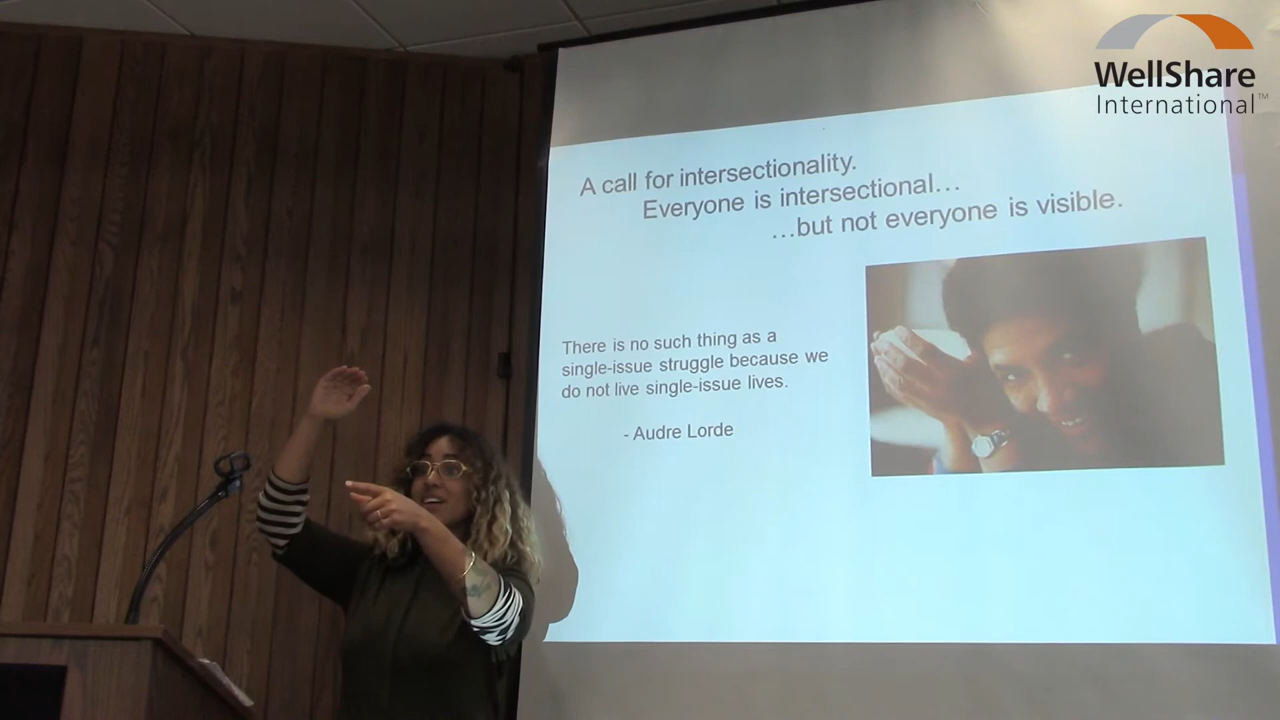 WellShare
International™
A call for intersectionality.
Everyone is intersectional…
…but not everyone is visible.
There is no such thing as a
single-issue struggle because we
do not live single-issue lives.
- Audre Lorde